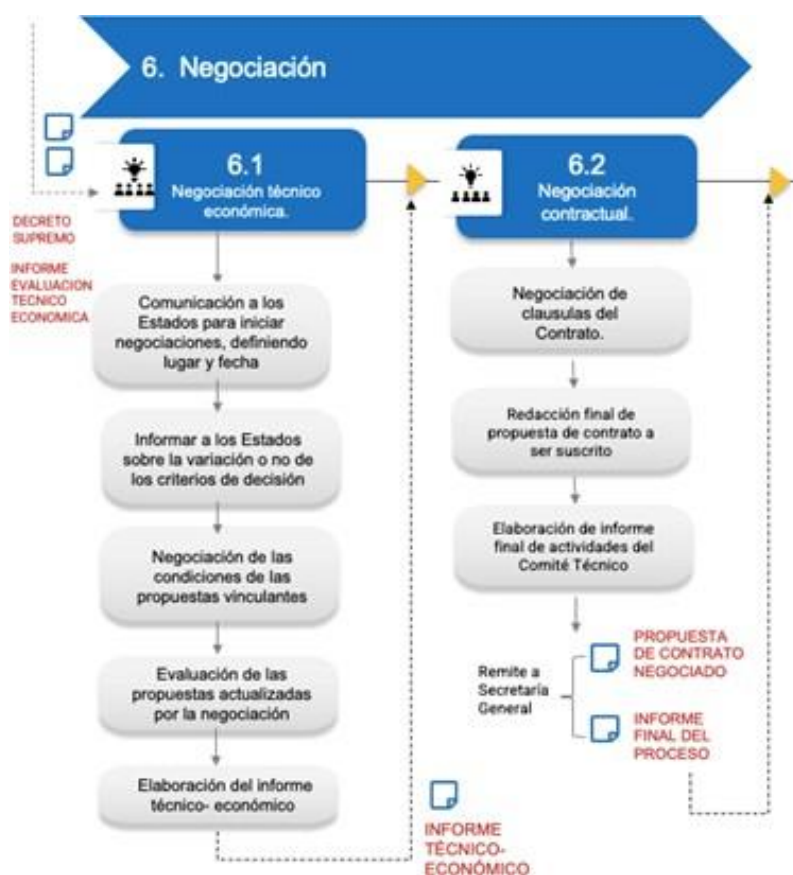 6. Negociación
6.1
Negociación técnico
económica.
DECRETO
SUPREMO
INFORME
EVALUACION
TECNICO
ECONOMICA
Comunicación a los
Estados para iniciar
negociaciones, definiendo
lugar y fecha
Informar a los Estados
sobre la variación o no de
los criterios de decisión
Negociación de las
condiciones de las
propuestas vinculantes
Evaluación de las
propuestas actualizadas
por la negociación
Elaboración del informe
técnico- económico
INFORME
TÉCNICO-
ECONÓMICO
6.2
Negociación
contractual.
Negociación de
clausulas del
Contrato.
Redacción final de
propuesta de contrato a
ser suscrito
Elaboración de informe
final de actividades del
Comité Técnico
Remite a
Secretaría
General
PROPUESTA
DE CONTRATO
NEGOCIADO
INFORME
FINAL DEL
PROCESO